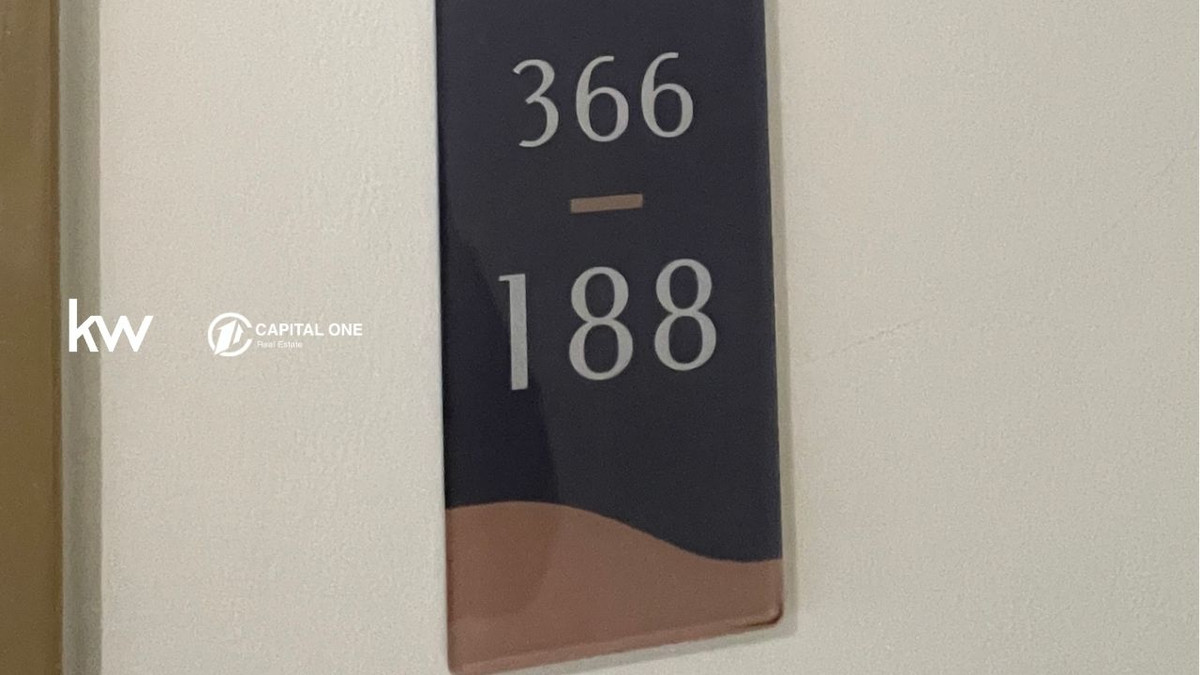 366
188
kw
CAPITAL ONE
Real Estate